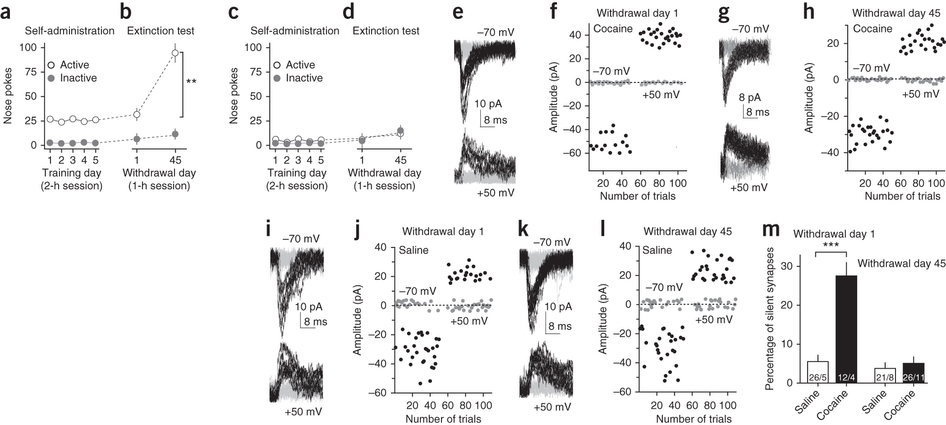 a
Self-administration
100
75
50
25
0
Nose pokes
Active
Inactive
1 2 3 4 5
Training day
(2-h session)
b
Extinction test
**
1 45
Withdrawal day
(1-h session)
c
Self-administration
100
75
50
25
0
Nose pokes
Active
Inactive
1 2 3 4 5
Training day
(2-h session)
d
Extinction test
1 45
Withdrawal day
(1-h session)
e
−70 mV
10 pA
8 ms
+50 mV
f
Withdrawal day 1
Cocaine
40
20
0
−20
−40
−60
Amplitude (pA)
−70 mV
+50 mV
20 40 60 80 100
Number of trials
g
−70 mV
8 pA
8 ms
+50 mV
h
Withdrawal day 45
Cocaine
20
0
−20
−40
Amplitude (pA)
−70 mV
+50 mV
20 40 60 80 100
Number of trials
i
−70 mV
10 pA
8 ms
+50 mV
j
Withdrawal day 1
Saline
40
20
0
−20
−40
−60
Amplitude (pA)
−70 mV
+50 mV
20 40 60 80 100
Number of trials
k
−70 mV
10 pA
8 ms
+50 mV
l
Withdrawal day 45
Saline
40
20
0
−20
−40
−60
Amplitude (pA)
−70 mV
+50 mV
20 40 60 80 100
Number of trials
m
Withdrawal day 1
***
Withdrawal day 45
30
20
10
0
Percentage of silent synapses
26/5 12/4 21/8 26/11
Saline
Cocaine
Saline
Cocaine